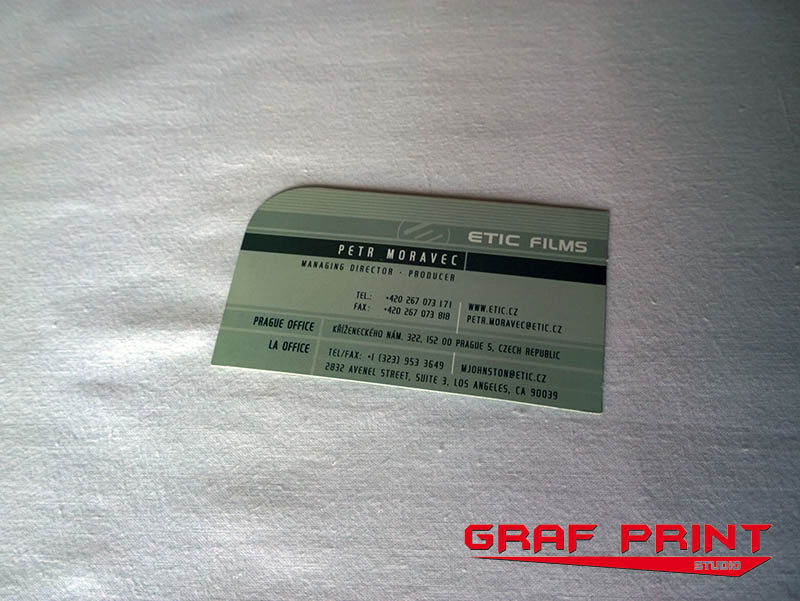 ETIC FILMS
PETR MORAVEC
MANAGING DIRECTOR · PRODUCER
TEL.: +420 267 073 171
FAX: +420 267 073 818
WWW.ETIC.CZ
PETR.MORAVEC@ETIC.CZ
PRAGUE OFFICE KŘÍŽENECKÉHO NÁM. 322, 152 00 PRAGUE 5, CZECH REPUBLIC
LA OFFICE TEL/FAX: +1 (323) 953 3649 MJOHNSTON@ETIC.CZ
2832 AVENEL STREET, SUITE 3, LOS ANGELES, CA 90039
GRAF PRINT
STUDIO